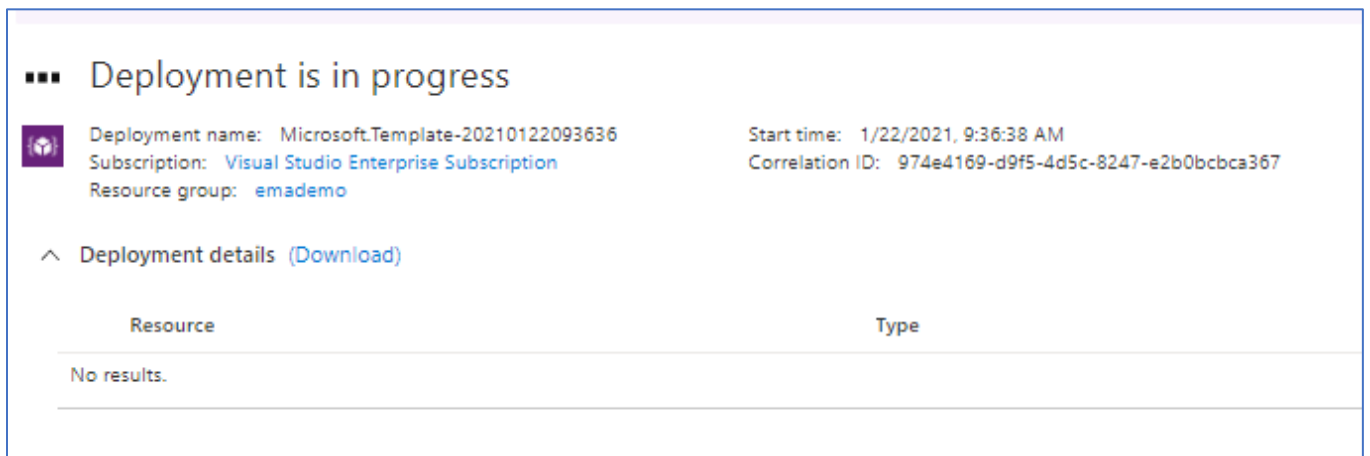 Deployment is in progress
Deployment name: Microsoft.Template-20210122093636
Subscription: Visual Studio Enterprise Subscription
Resource group: emademo
Start time: 1/22/2021, 9:36:38 AM
Correlation ID: 974e4169-d9f5-4d5c-8247-e2b0bcbca367
Deployment details (Download)
Resource Type
No results.